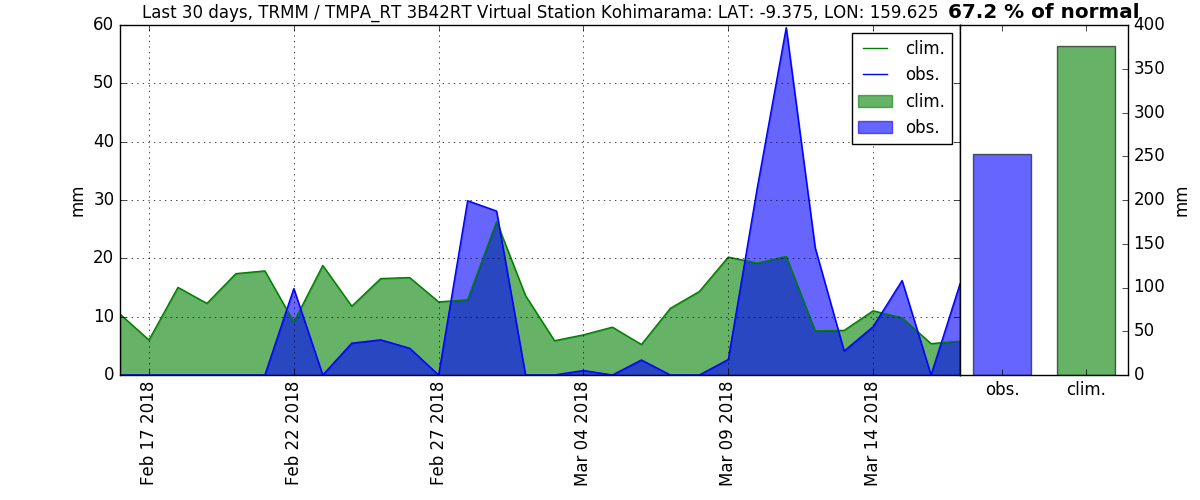 Last 30 days, TRMM / TMPA_RT 3B42RT Virtual Station Kohimarama: LAT: -9.375, LON: 159.625
67.2 % of normal
60
50
40
30
20
10
0
mm
clim.
obs.
clim.
obs.
Feb 17 2018
Feb 22 2018
Feb 27 2018
Mar 04 2018
Mar 09 2018
Mar 14 2018
400
350
300
250
200
150
100
50
0
mm
obs.
clim.